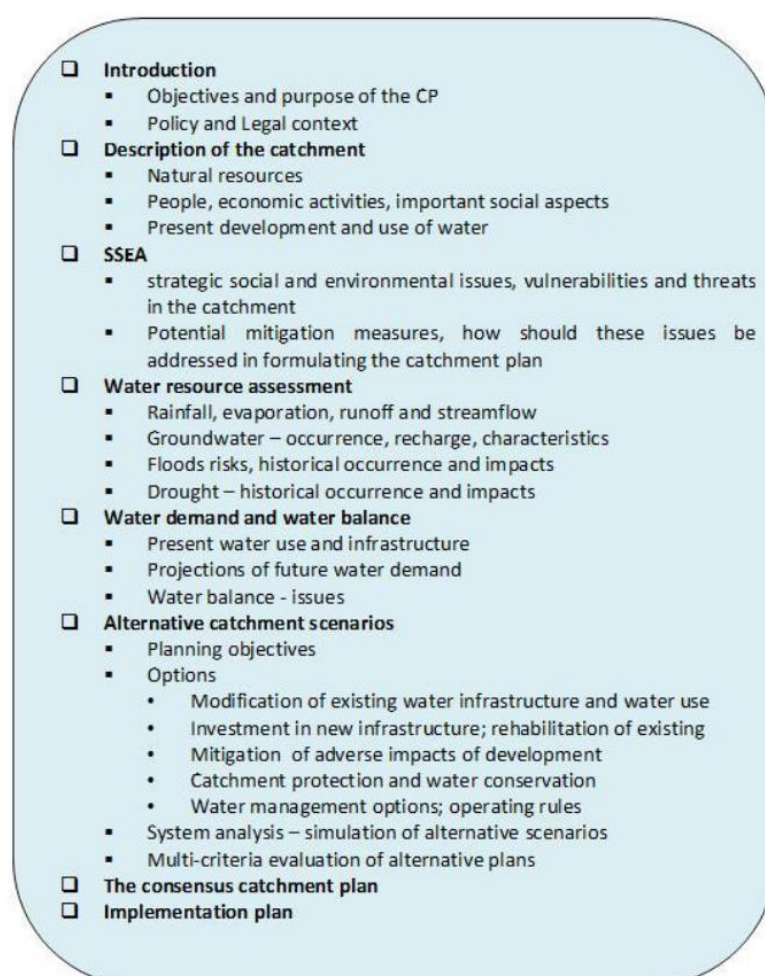 Introduction
Objectives and purpose of the CP
Policy and Legal context
Description of the catchment
Natural resources
People, economic activities, important social aspects
Present development and use of water
SSEA
strategic social and environmental issues, vulnerabilities and threats
in the catchment
Potential mitigation measures, how should these issues be
addressed in formulating the catchment plan
Water resource assessment
Rainfall, evaporation, runoff and streamflow
Groundwater – occurrence, recharge, characteristics
Floods risks, historical occurrence and impacts
Drought – historical occurrence and impacts
Water demand and water balance
Present water use and infrastructure
Projections of future water demand
Water balance - issues
Alternative catchment scenarios
Planning objectives
Options
Modification of existing water infrastructure and water use
Investment in new infrastructure; rehabilitation of existing
Mitigation of adverse impacts of development
Catchment protection and water conservation
Water management options; operating rules
System analysis – simulation of alternative scenarios
Multi-criteria evaluation of alternative plans
The consensus catchment plan
Implementation plan